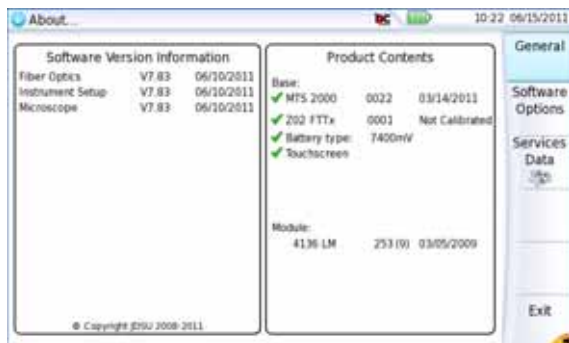 About...
DC
10:22 06/15/2011
Software Version Information
Fiber Optics V7.83 06/10/2011
Instrument Setup V7.83 06/10/2011
Microscope V7.83 06/10/2011
© Copyright JDSU 2008-2011
Product Contents
Base:
MTS 2000 0022 03/14/2011
Z02 FTTx 0001 Not Calibrated
Battery type: 7400mV
Touchscreen
Module:
4136 LM 253 (9) 03/05/2009
General
Software
Options
Services
Data
Exit